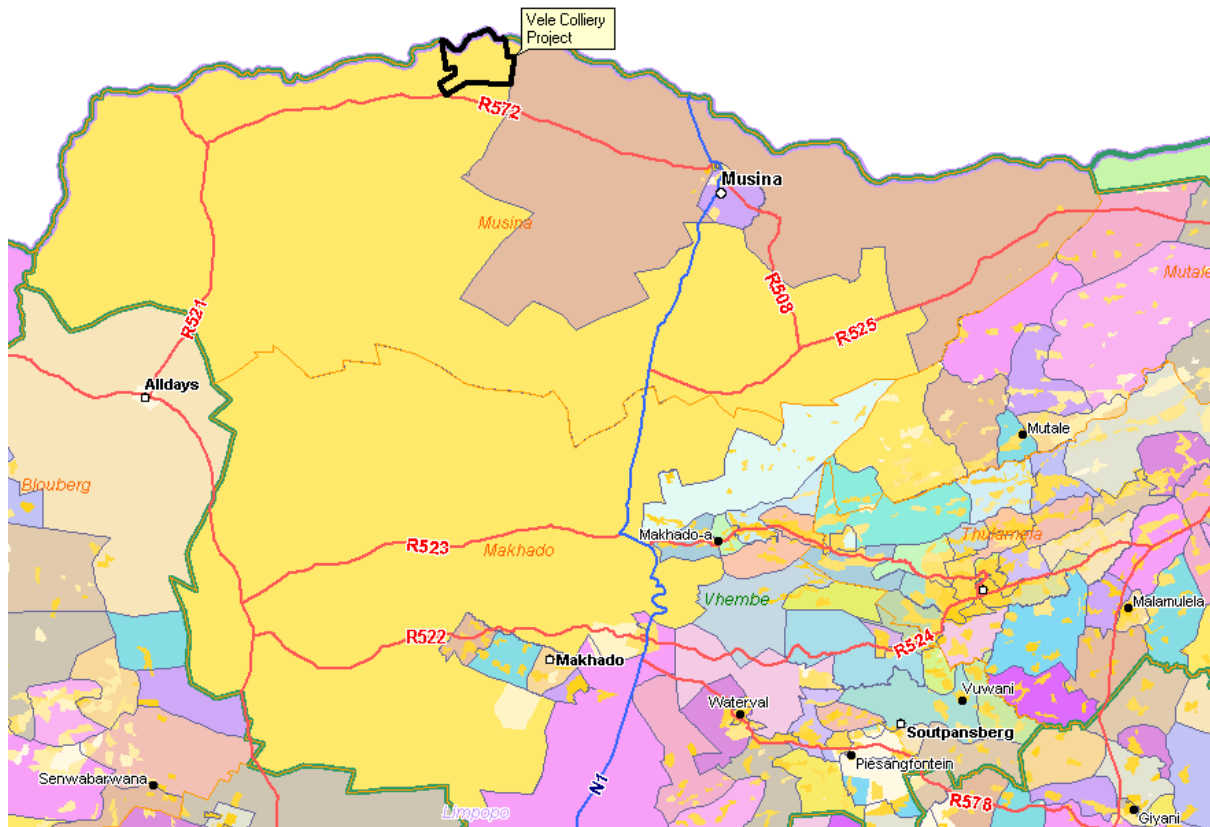 Vele Colliery
Project
R572
Musina
Musina
R521
R508
R525
Mutale
Alldays
Mutale
Blouberg
R523
Makhado
Makhado-a
Thulamela
Vhembe
Malamulela
R522
R524
Makhado
Vuwani
Waterval
Soutpansberg
Piesangfontein
Senwabarwana
N1
R578
Limpopo
Giyani